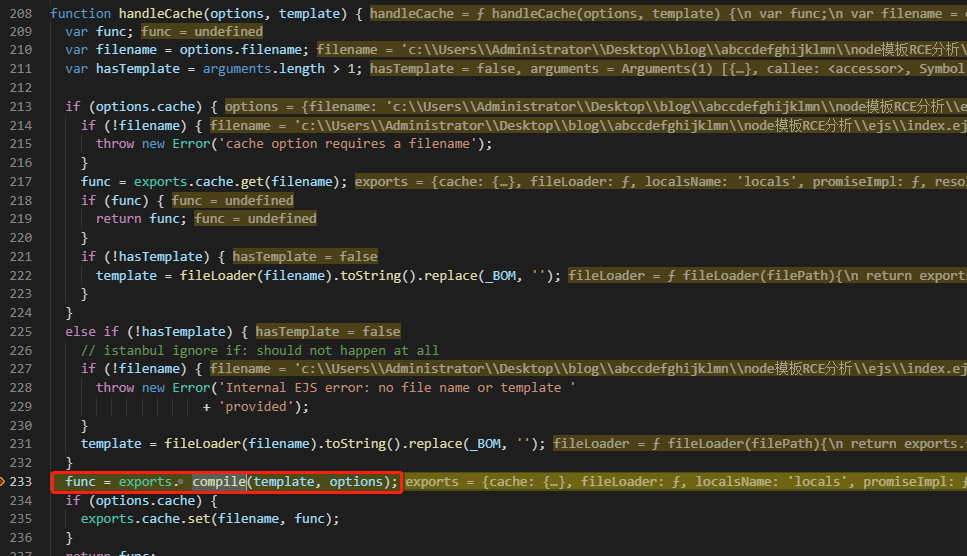 208 function handleCache(options, template) { handleCache = ƒ handleCache(options, template) {\n var func;\n var filename =
209 var func; func = undefined
210 var filename = options.filename; filename = 'c:\\Users\\Administrator\\Desktop\\blog\\abccdefghijklmn\\node模板RCE分析\
211 var hasTemplate = arguments.length > 1; hasTemplate = false, arguments = Arguments(1) [{…}, callee: <accessor>, Symbol
212
213 if (options.cache) { options = {filename: 'c:\\Users\\Administrator\\Desktop\\blog\\abccdefghijklmn\\node模板RCE分析\\e
214 if (!filename) { filename = 'c:\\Users\\Administrator\\Desktop\\blog\\abccdefghijklmn\\node模板RCE分析\\ejs\\index.ej
215 throw new Error('cache option requires a filename');
216 }
217 func = exports.cache.get(filename); exports = {cache: {…}, fileLoader: ƒ, localsName: 'locals', promiseImpl: ƒ, reso
218 if (func) { func = undefined
219 return func; func = undefined
220 }
221 if (!hasTemplate) { hasTemplate = false
222 template = fileLoader(filename).toString().replace(_BOM, ''); fileLoader = ƒ fileLoader(filePath){\n return exports
223 }
224 }
225 else if (!hasTemplate) { hasTemplate = false
226 // istanbul ignore if: should not happen at all
227 if (!filename) { filename = 'c:\\Users\\Administrator\\Desktop\\blog\\abccdefghijklmn\\node模板RCE分析\\ejs\\index.ej
228 throw new Error('Internal EJS error: no file name or template '
229 + 'provided');
230 }
231 template = fileLoader(filename).toString().replace(_BOM, ''); fileLoader = ƒ fileLoader(filePath){\n return exports.
232 }
233 func = exports. compile(template, options); exports = {cache: {…}, fileLoader: ƒ, localsName: 'locals', promiseImpl:
234 if (options.cache) {
235 exports.cache.set(filename, func);
236 }
237 return func;